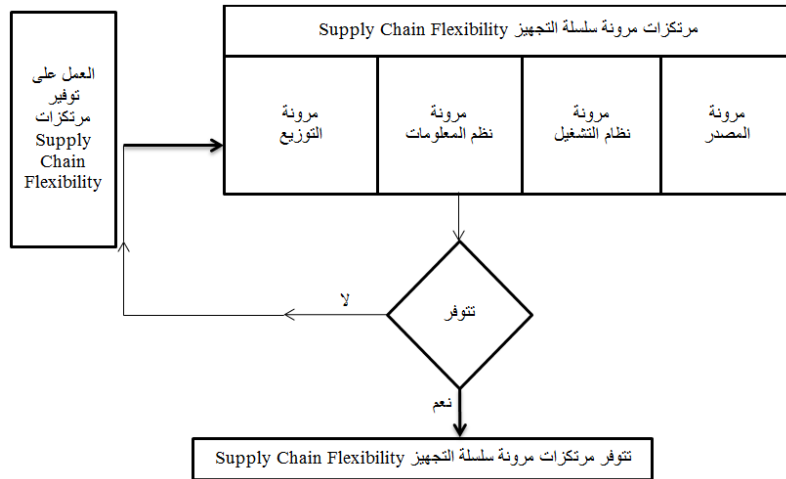 مرتكزات مرونة سلسلة التجهيز Supply Chain Flexibility
مرونة
المصدر
مرونة
نظام التشغيل
مرونة
نظم المعلومات
مرونة
التوزيع
العمل على
توفير
مرتكزات
Supply
Chain
Flexibility
تتوفر
لا
نعم
تتوفر مرتكزات مرونة سلسلة التجهيز Supply Chain Flexibility